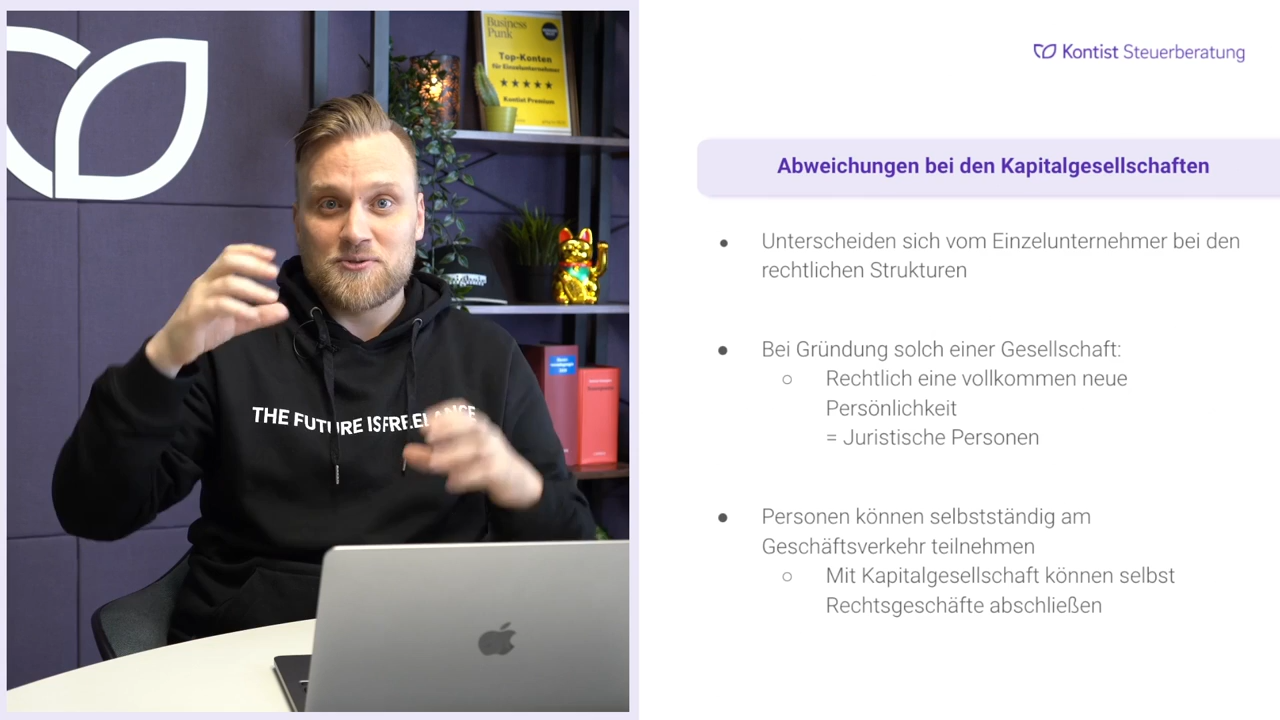 Business
Punk
Top-Konten
für Einzelunternehmer
Kontist Premium
THE FUTURE IS FREELANCE
Kontist Steuerberatung
Abweichungen bei den Kapitalgesellschaften
● Unterscheiden sich vom Einzelunternehmer bei den
rechtlichen Strukturen
● Bei Gründung solch einer Gesellschaft:
○ Rechtlich eine vollkommen neue
Persönlichkeit
= Juristische Personen
● Personen können selbstständig am
Geschäftsverkehr teilnehmen
○ Mit Kapitalgesellschaft können selbst
Rechtsgeschäfte abschließen